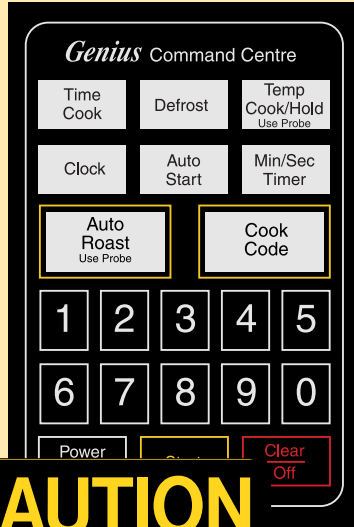 Genius Command Centre
Time
Cook
Defrost
Temp
Cook/Hold
Use Probe
Clock
Auto
Start
Min/Sec
Timer
Auto
Roast
Use Probe
Cook
Code
1 2 3 4 5
6 7 8 9 0
Power
Clear
Off
AUTION